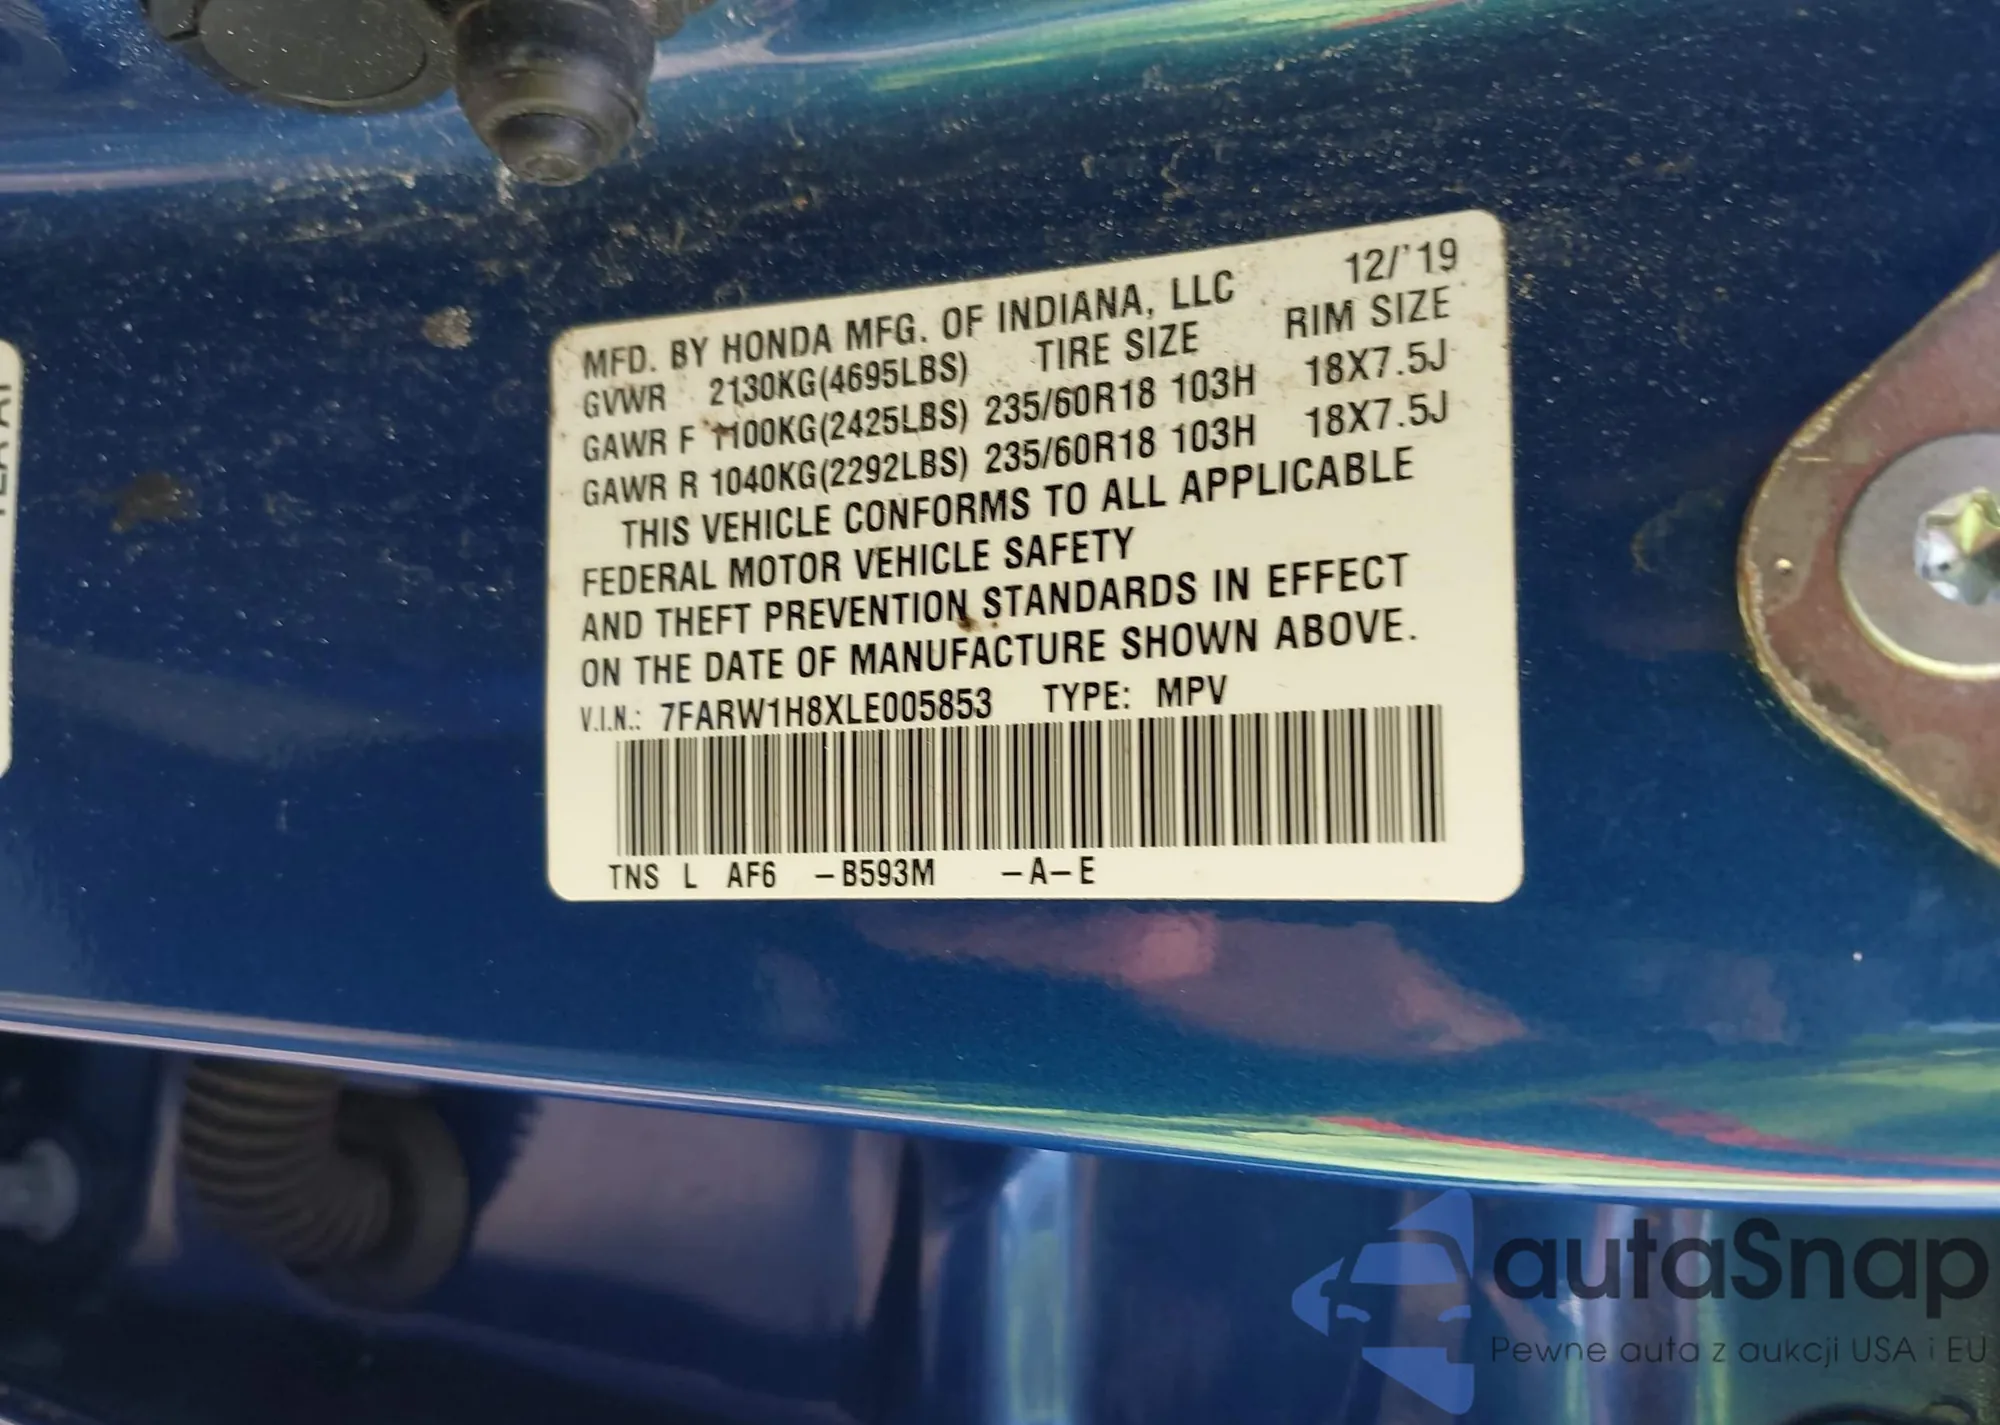 MFD. BY HONDA MFG. OF INDIANA, LLC 12/'19
GVWR 2130KG(4695LBS) TIRE SIZE RIM SIZE
GAWR F 1100KG(2425LBS) 235/60R18 103H 18X7.5J
GAWR R 1040KG(2292LBS) 235/60R18 103H 18X7.5J
THIS VEHICLE CONFORMS TO ALL APPLICABLE
FEDERAL MOTOR VEHICLE SAFETY
AND THEFT PREVENTION STANDARDS IN EFFECT
ON THE DATE OF MANUFACTURE SHOWN ABOVE.
V.I.N.: 7FARW1H8XLE005853 TYPE: MPV
TNS L AF6 –B593M –A–E
autaSnap
Pewne auta z aukcji USA i EU